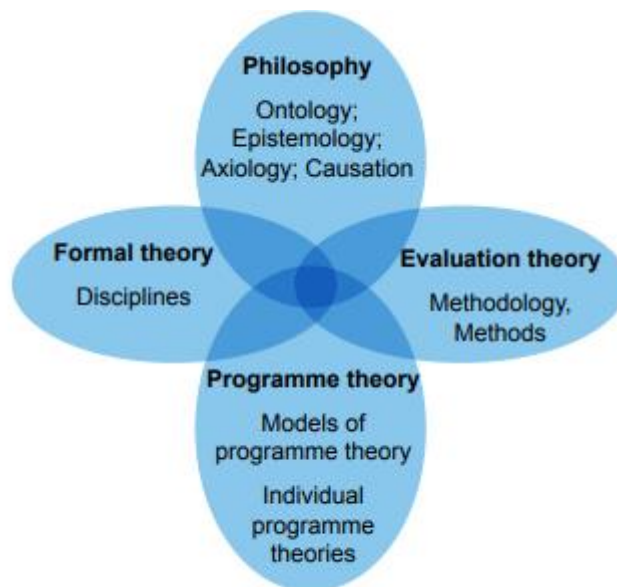 Philosophy
Ontology;
Epistemology;
Axiology; Causation
Formal theory
Disciplines
Evaluation theory
Methodology,
Methods
Programme theory
Models of
programme theory
Individual
programme
theories